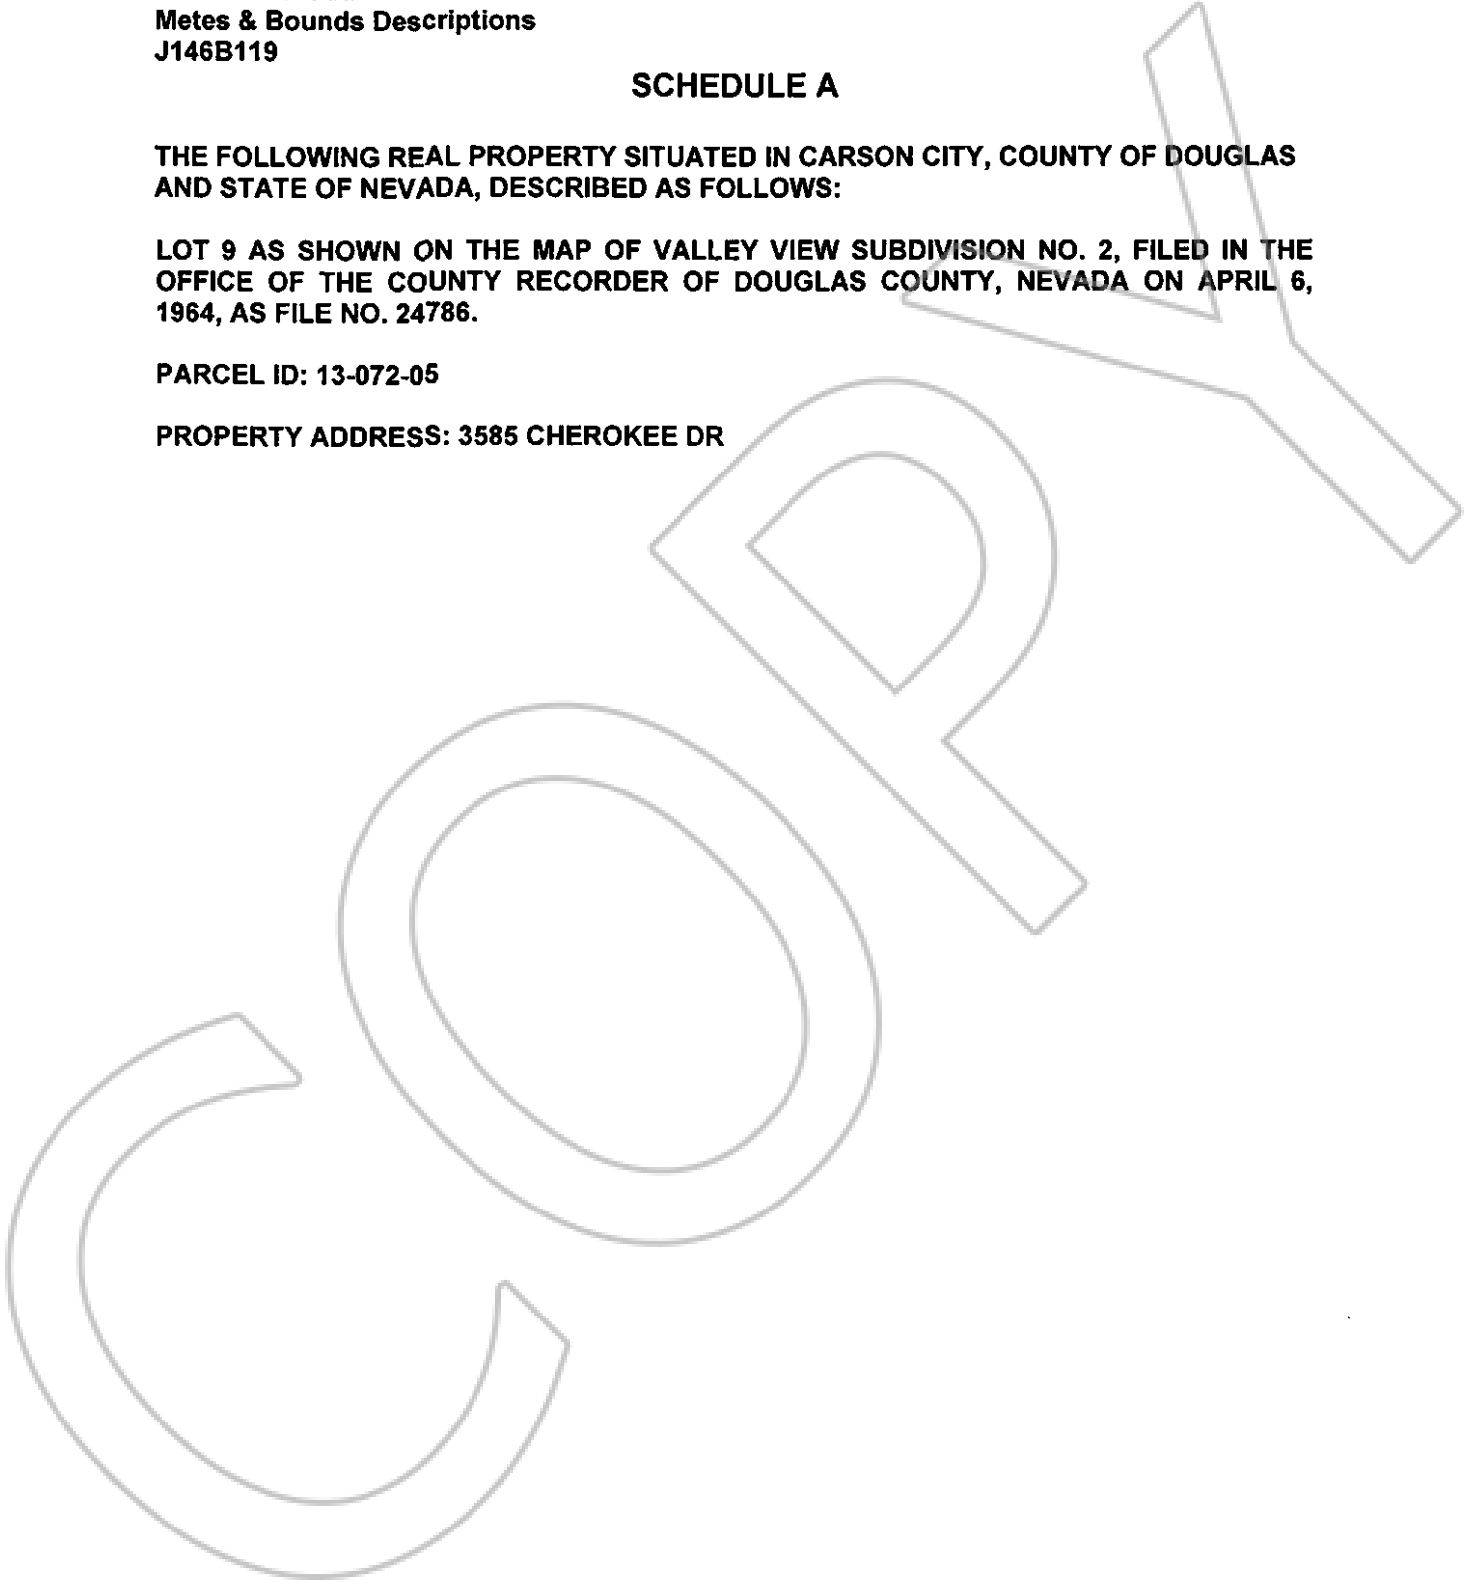 Metes & Bounds Descriptions
J146B119
SCHEDULE A
THE FOLLOWING REAL PROPERTY SITUATED IN CARSON CITY, COUNTY OF DOUGLAS
AND STATE OF NEVADA, DESCRIBED AS FOLLOWS:
LOT 9 AS SHOWN ON THE MAP OF VALLEY VIEW SUBDIVISION NO. 2, FILED IN THE
OFFICE OF THE COUNTY RECORDER OF DOUGLAS COUNTY, NEVADA ON APRIL 6,
1964, AS FILE NO. 24786.
PARCEL ID: 13-072-05
PROPERTY ADDRESS: 3585 CHEROKEE DR
COPY